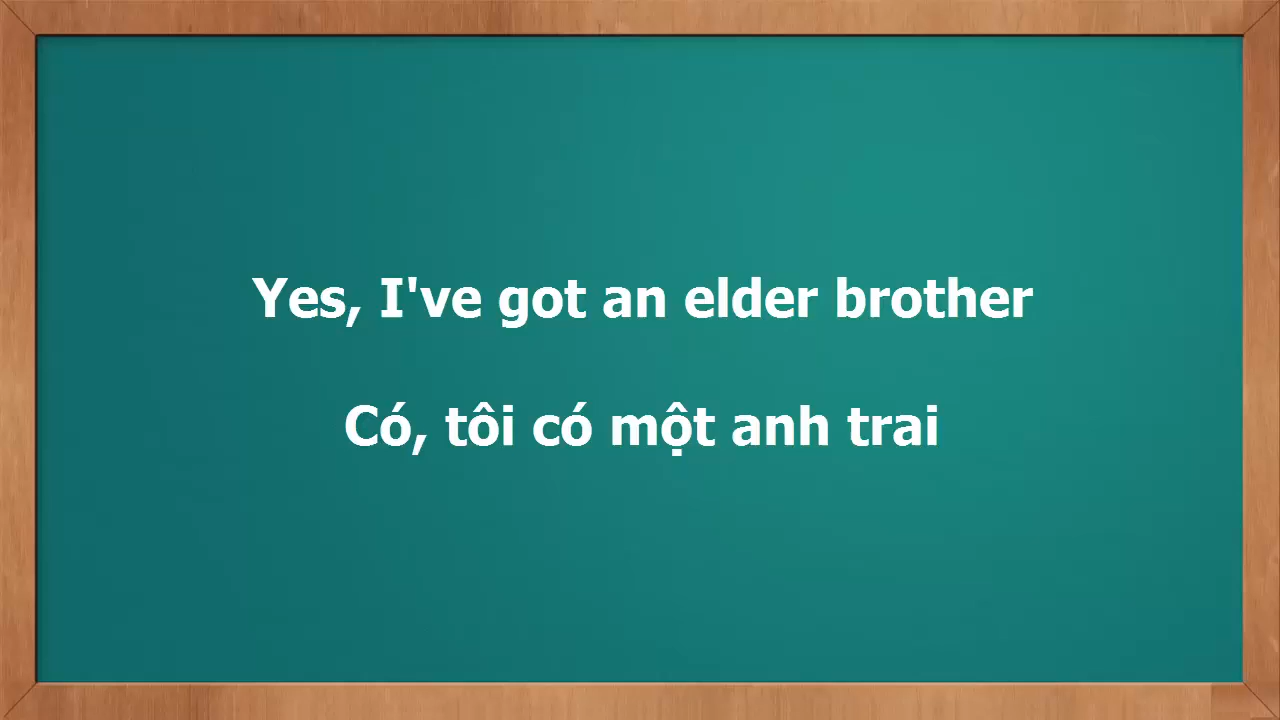 Yes, I've got an elder brother
Có, tôi có một anh trai